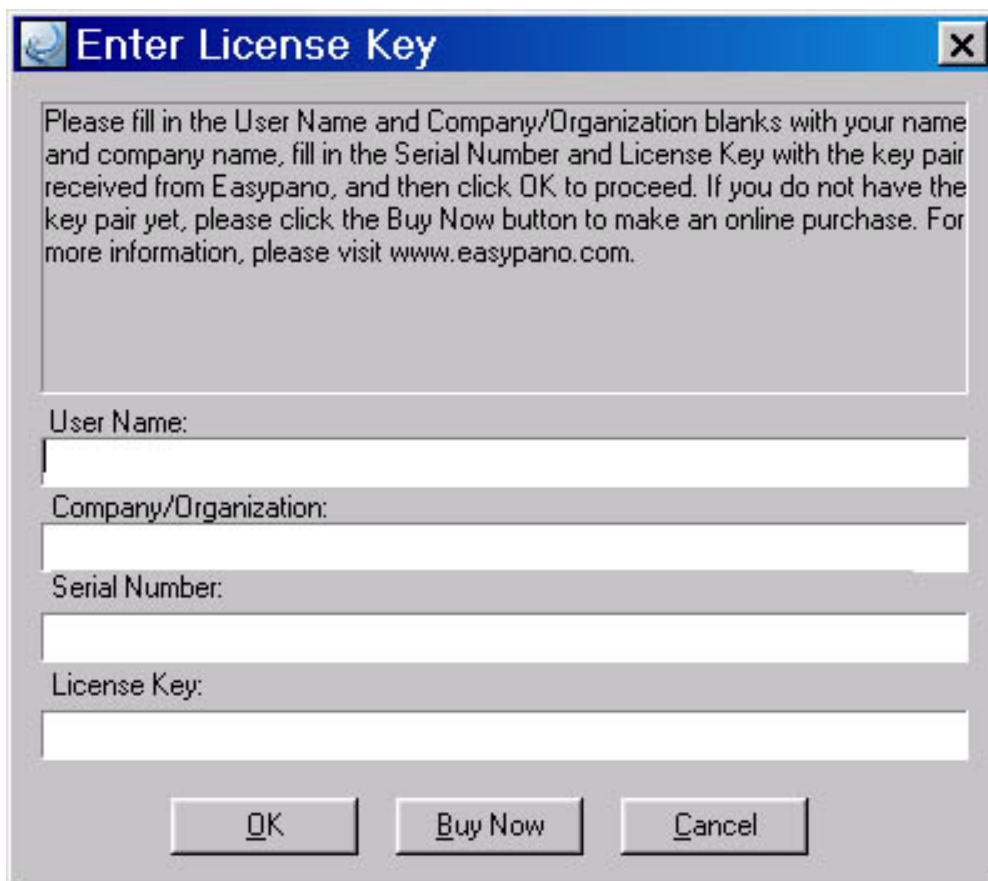 Enter License Key
Please fill in the User Name and Company/Organization blanks with your name
and company name, fill in the Serial Number and License Key with the key pair
received from Easypano, and then click OK to proceed. If you do not have the
key pair yet, please click the Buy Now button to make an online purchase. For
more information, please visit www.easypano.com.
User Name:
Company/Organization:
Serial Number:
License Key:
OK Buy Now Cancel